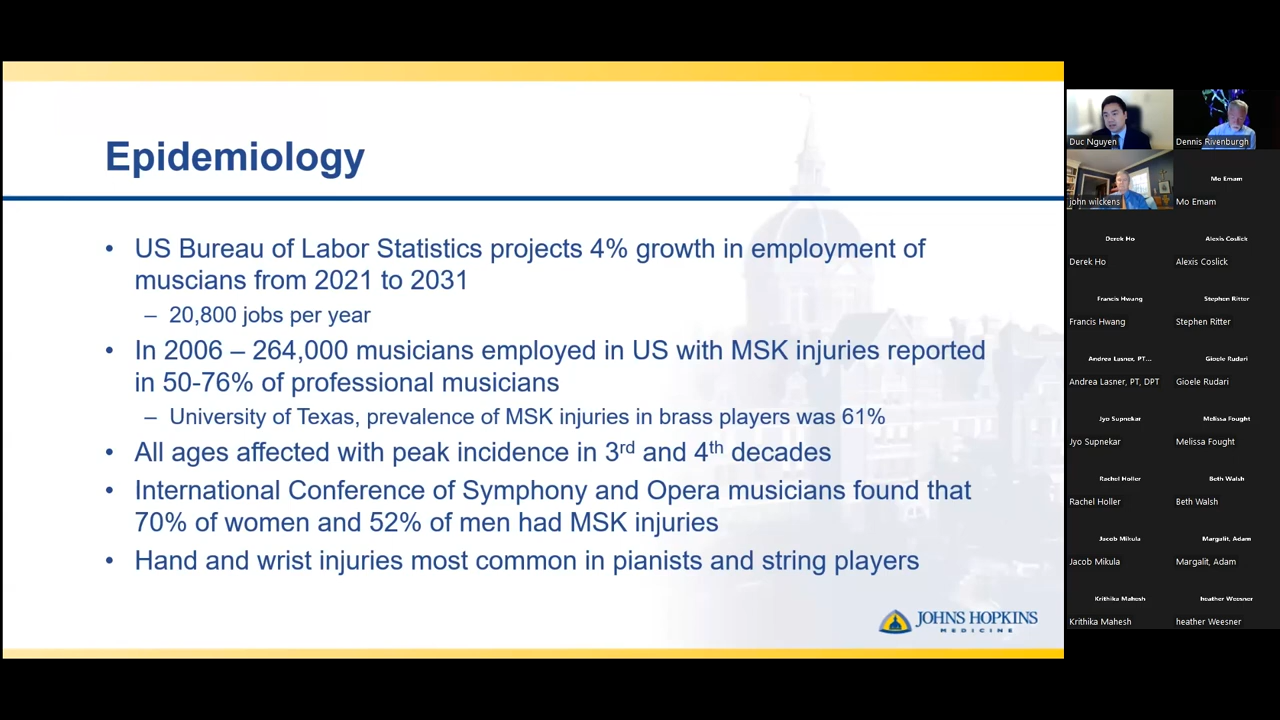 Epidemiology
• US Bureau of Labor Statistics projects 4% growth in employment of
muscians from 2021 to 2031
– 20,800 jobs per year
• In 2006 – 264,000 musicians employed in US with MSK injuries reported
in 50-76% of professional musicians
– University of Texas, prevalence of MSK injuries in brass players was 61%
• All ages affected with peak incidence in 3rd and 4th decades
• International Conference of Symphony and Opera musicians found that
70% of women and 52% of men had MSK injuries
• Hand and wrist injuries most common in pianists and string players
JOHNS HOPKINS
MEDICINE
Duc Nguyen
Dennis Rivenburgh
john wilckens
Mo Emam
Mo Emam
Derek Ho
Alexis Coslick
Derek Ho
Alexis Coslick
Francis Hwang
Stephen Ritter
Francis Hwang
Stephen Ritter
Andrea Lasner, PT...
Gioele Rudari
Andrea Lasner, PT, DPT
Gioele Rudari
Jyo Supnekar
Melissa Fought
Jyo Supnekar
Melissa Fought
Rachel Holler
Beth Walsh
Rachel Holler
Beth Walsh
Jacob Mikula
Margalit, Adam
Jacob Mikula
Margalit, Adam
Krithika Mahesh
heather Weesner
Krithika Mahesh
heather Weesner